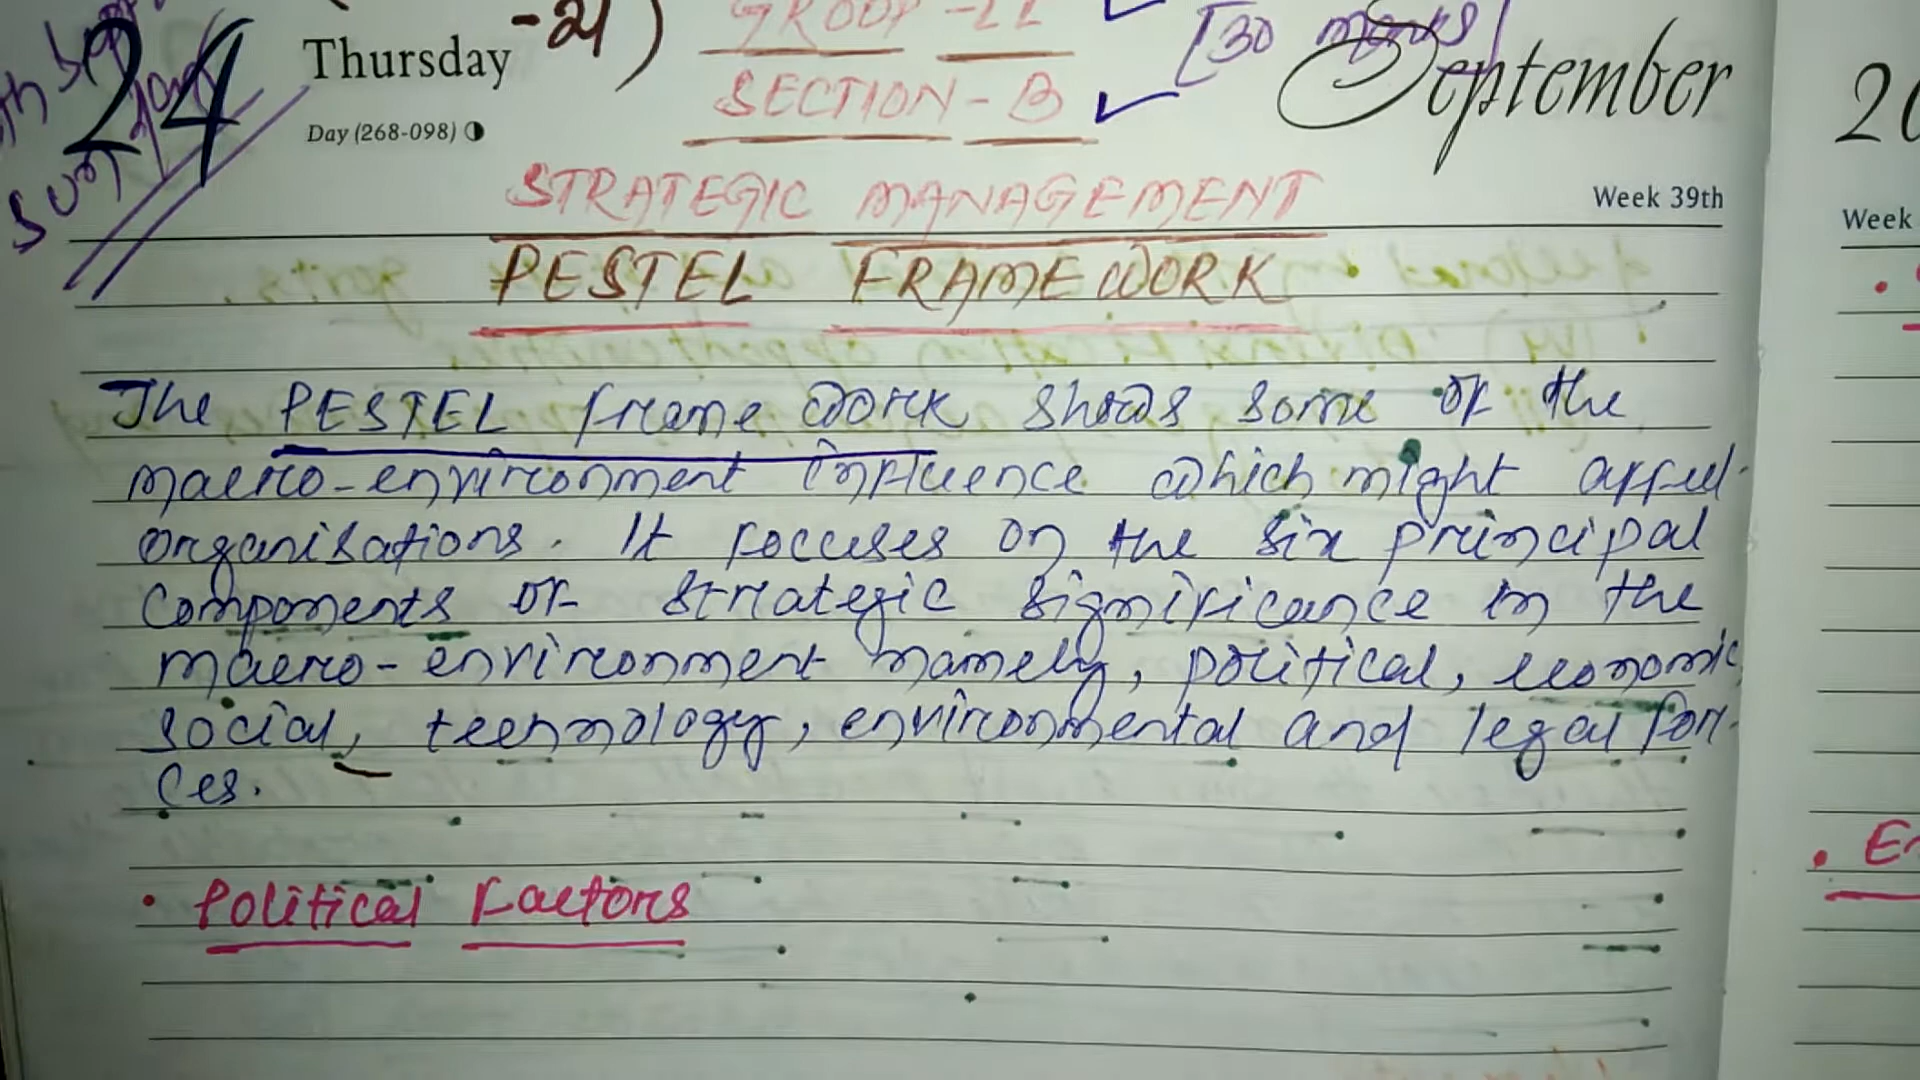 24 Thursday -21) GROUP - II [30 marks] September 2
Day (268-098) SECTION - B
STRATEGIC MANAGEMENT
Week 39th Week
PESTEL FRAMEWORK
The PESTEL frame work shows some of the
macro-environment influence which might affect
organisations. It focuses on the six principal
components of strategic significance in the
macro-environment namely, political, economic
social, technology, environmental and legal for-
ces.
• Political Factors